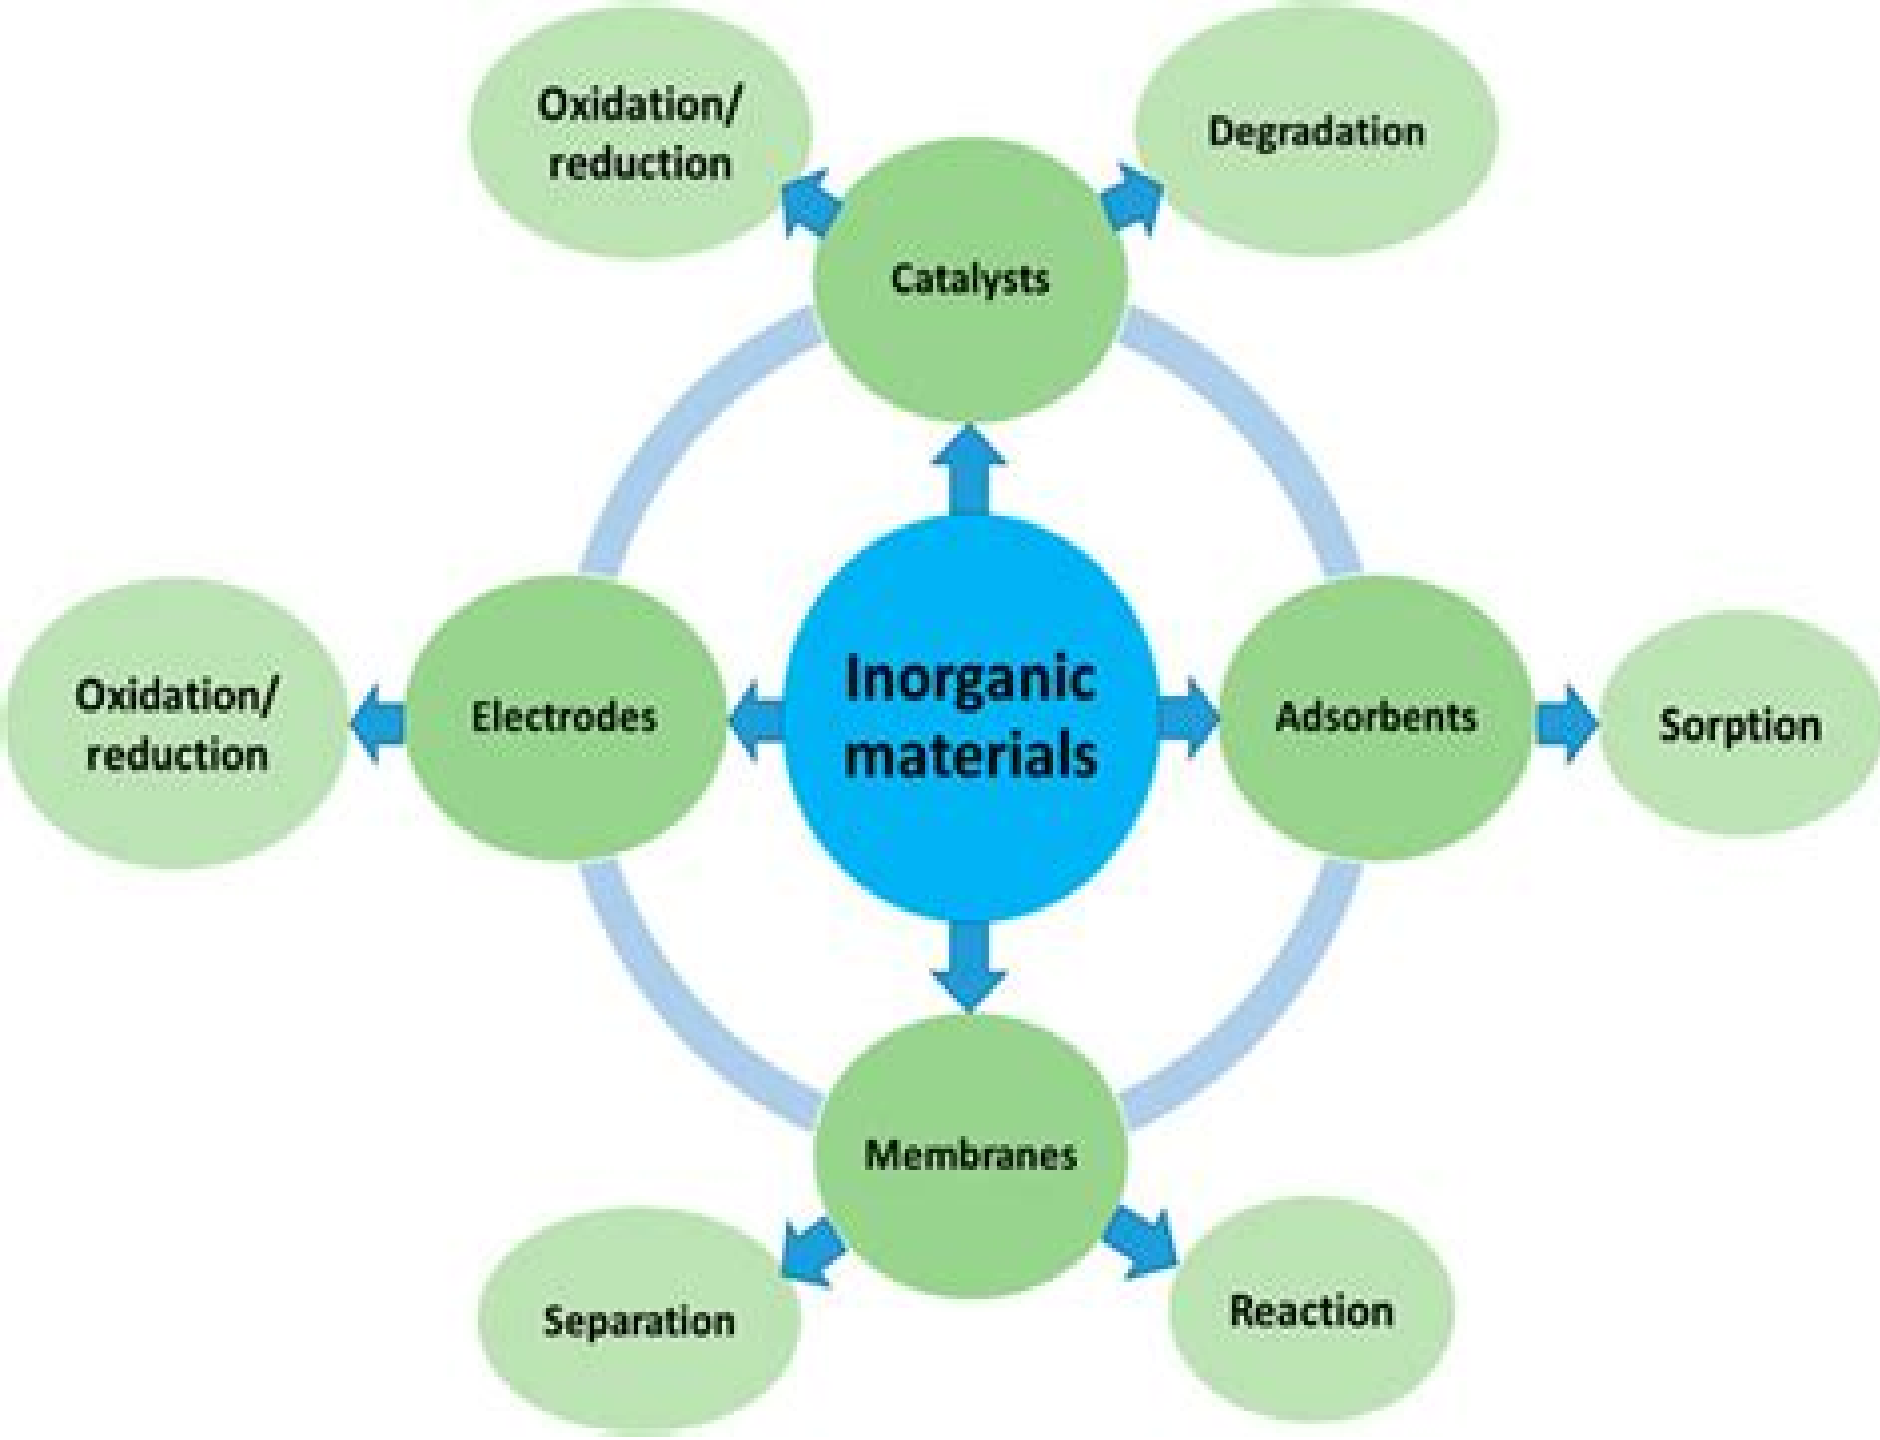 Oxidation/
reduction
Degradation
Catalysts
Oxidation/
reduction
Electrodes
Inorganic
materials
Adsorbents
Sorption
Membranes
Separation
Reaction